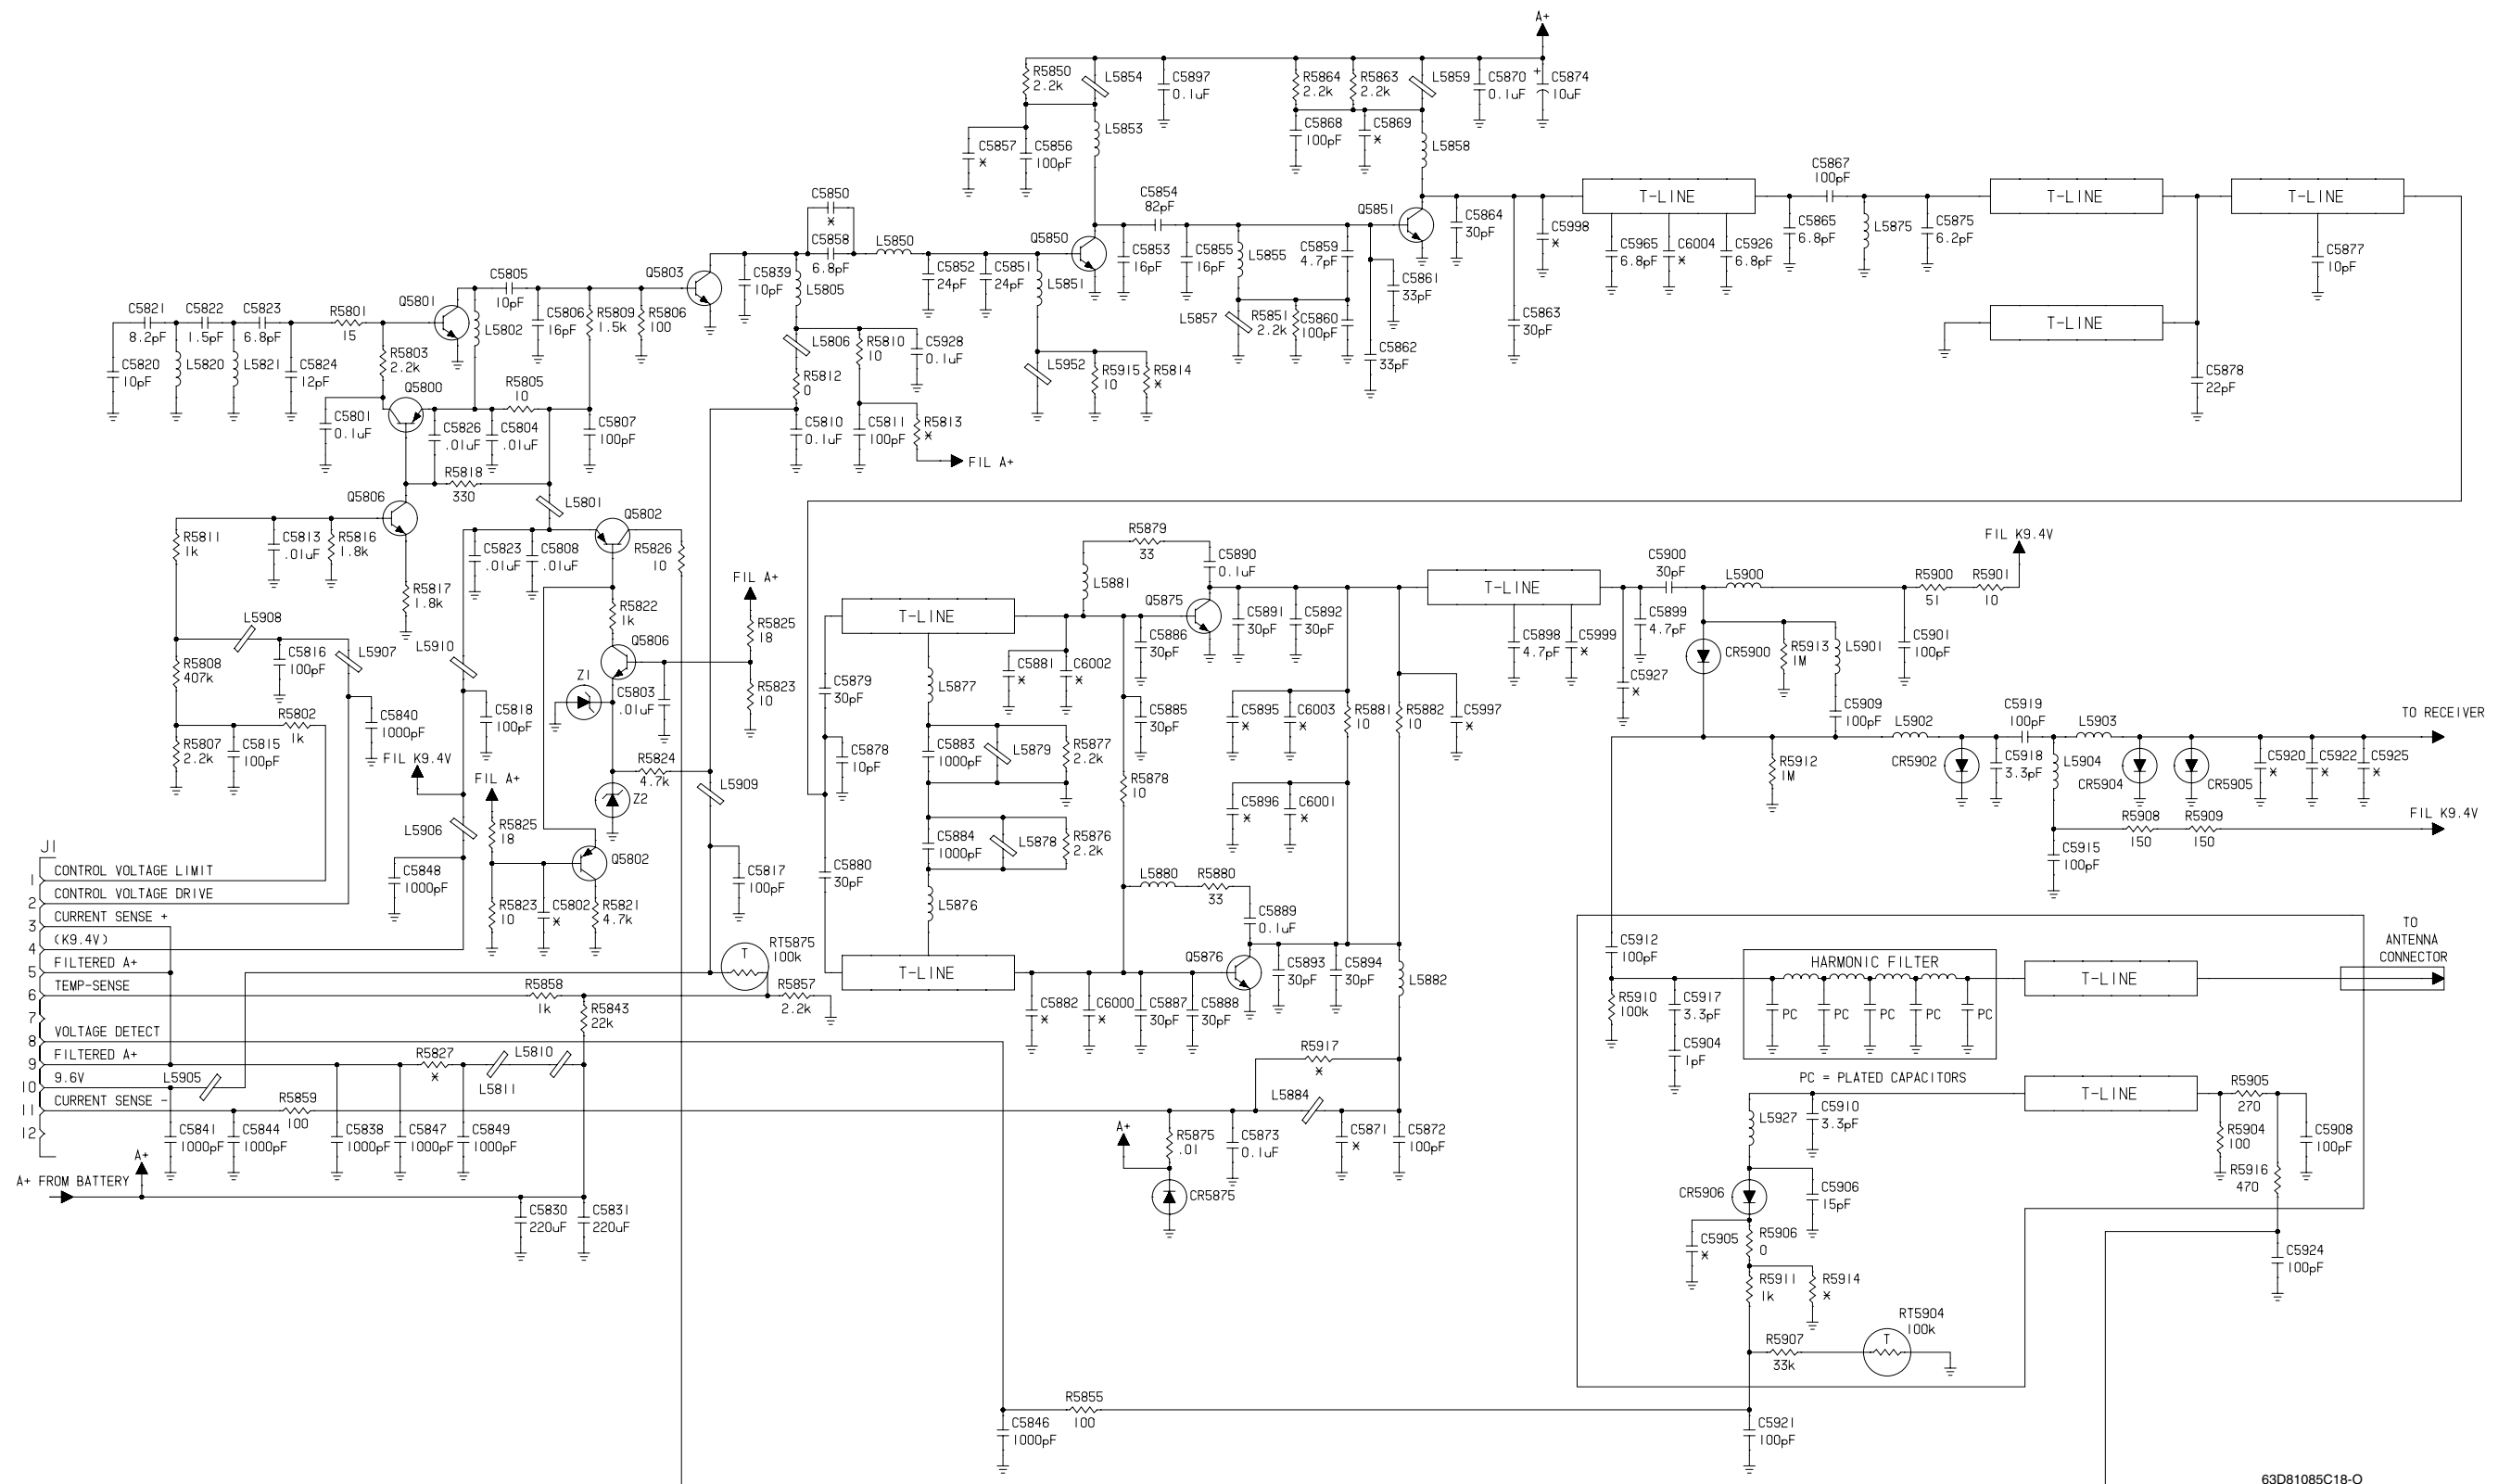 A+
R5850
2.2k
L5854
C5897
0.1uF
R5864
2.2k
R5863
2.2k
L5859
C5870
0.1uF
+
C5874
10uF
C5857
*
C5856
100pF
L5853
C5868
100pF
C5869
*
L5858
C5850
*
C5858
6.8pF
L5850
C5854
82pF
Q5850
Q5851
C5867
100pF
T-LINE
T-LINE
T-LINE
C5864
30pF
C5998
*
C5965
6.8pF
C6004
*
C5926
6.8pF
C5865
6.8pF
L5875
C5875
6.2pF
C5877
10pF
Q5803
C5839
10pF
L5805
C5852
24pF
C5851
24pF
L5851
C5853
16pF
C5855
16pF
L5855
C5859
4.7pF
C5861
33pF
C5805
10pF
Q5801
C5821
8.2pF
C5822
1.5pF
C5823
6.8pF
R5801
15
L5802
C5806
16pF
R5809
1.5k
R5806
100
L5806
R5810
10
C5928
0.1uF
L5857
R5851
2.2k
C5860
100pF
C5863
30pF
T-LINE
C5820
10pF
L5820
L5821
C5824
12pF
R5803
2.2k
Q5800
R5805
10
R5812
0
L5952
R5915
10
R5814
*
C5862
33pF
C5878
22pF
C5801
0.1uF
C5826
.01uF
C5804
.01uF
C5807
100pF
C5810
0.1uF
C5811
100pF
R5813
*
FIL A+
R5818
330
Q5806
L5801
Q5802
R5811
1k
C5813
.01uF
R5816
1.8k
C5823
.01uF
C5808
.01uF
R5826
10
R5817
1.8k
R5879
33
C5890
0.1uF
L5881
FIL K9.4V
C5900
30pF
L5900
R5900
51
R5901
10
FIL A+
R5825
18
R5822
1k
Q5806
T-LINE
Q5875
C5891
30pF
C5892
30pF
T-LINE
C5886
30pF
C5898
4.7pF
C5999
*
C5899
4.7pF
CR5900
R5913
1M
L5901
C5901
100pF
L5908
C5816
100pF
L5907
L5910
R5808
407k
Z1
C5803
.01uF
R5823
10
C5879
30pF
L5877
C5881
*
C6002
*
C5927
*
C5840
1000pF
C5818
100pF
C5885
30pF
C5895
*
C6003
*
R5881
10
R5882
10
C5997
*
C5909
100pF
L5902
C5919
100pF
L5903
TO RECEIVER
R5802
1k
R5807
2.2k
C5815
100pF
FIL K9.4V
R5824
4.7k
C5878
10pF
C5883
1000pF
L5879
R5877
2.2k
R5912
1M
CR5902
C5918
3.3pF
L5904
CR5904
CR5905
C5920
*
C5922
*
C5925
*
FIL A+
Z2
L5909
R5878
10
C5896
*
C6001
*
L5906
R5825
18
Q5802
C5884
1000pF
L5878
R5876
2.2k
R5908
150
R5909
150
FIL K9.4V
C5915
100pF
J1
1 CONTROL VOLTAGE LIMIT
2 CONTROL VOLTAGE DRIVE
3 CURRENT SENSE +
4 (K9.4V)
5 FILTERED A+
6 TEMP-SENSE
7
8 VOLTAGE DETECT
9 FILTERED A+
10 9.6V
11 CURRENT SENSE -
12
C5848
1000pF
R5823
10
C5802
*
R5821
4.7k
C5817
100pF
C5880
30pF
L5876
L5880
R5880
33
C5889
0.1uF
RT5875
100k
T
T-LINE
Q5876
C5893
30pF
C5894
30pF
L5882
C5912
100pF
HARMONIC FILTER
T-LINE
TO
ANTENNA
CONNECTOR
R5858
1k
R5843
22k
R5857
2.2k
C5882
*
C6000
*
C5887
30pF
C5888
30pF
R5910
100k
C5917
3.3pF
PC
PC
PC
PC
PC
C5904
1pF
R5827
*
L5810
L5811
R5917
*
L5905
R5859
100
L5884
PC = PLATED CAPACITORS
T-LINE
R5905
270
C5841
1000pF
C5844
1000pF
C5838
1000pF
C5847
1000pF
C5849
1000pF
A+
R5875
.01
C5873
0.1uF
C5871
*
C5872
100pF
L5927
C5910
3.3pF
R5904
100
C5908
100pF
A+
A+ FROM BATTERY
CR5875
CR5906
C5906
15pF
R5916
470
C5830
220uF
C5831
220uF
C5905
*
R5906
0
C5924
100pF
R5911
1k
R5914
*
RT5904
100k
T
R5907
33k
R5855
100
C5846
1000pF
C5921
100pF
63D81085C18-O